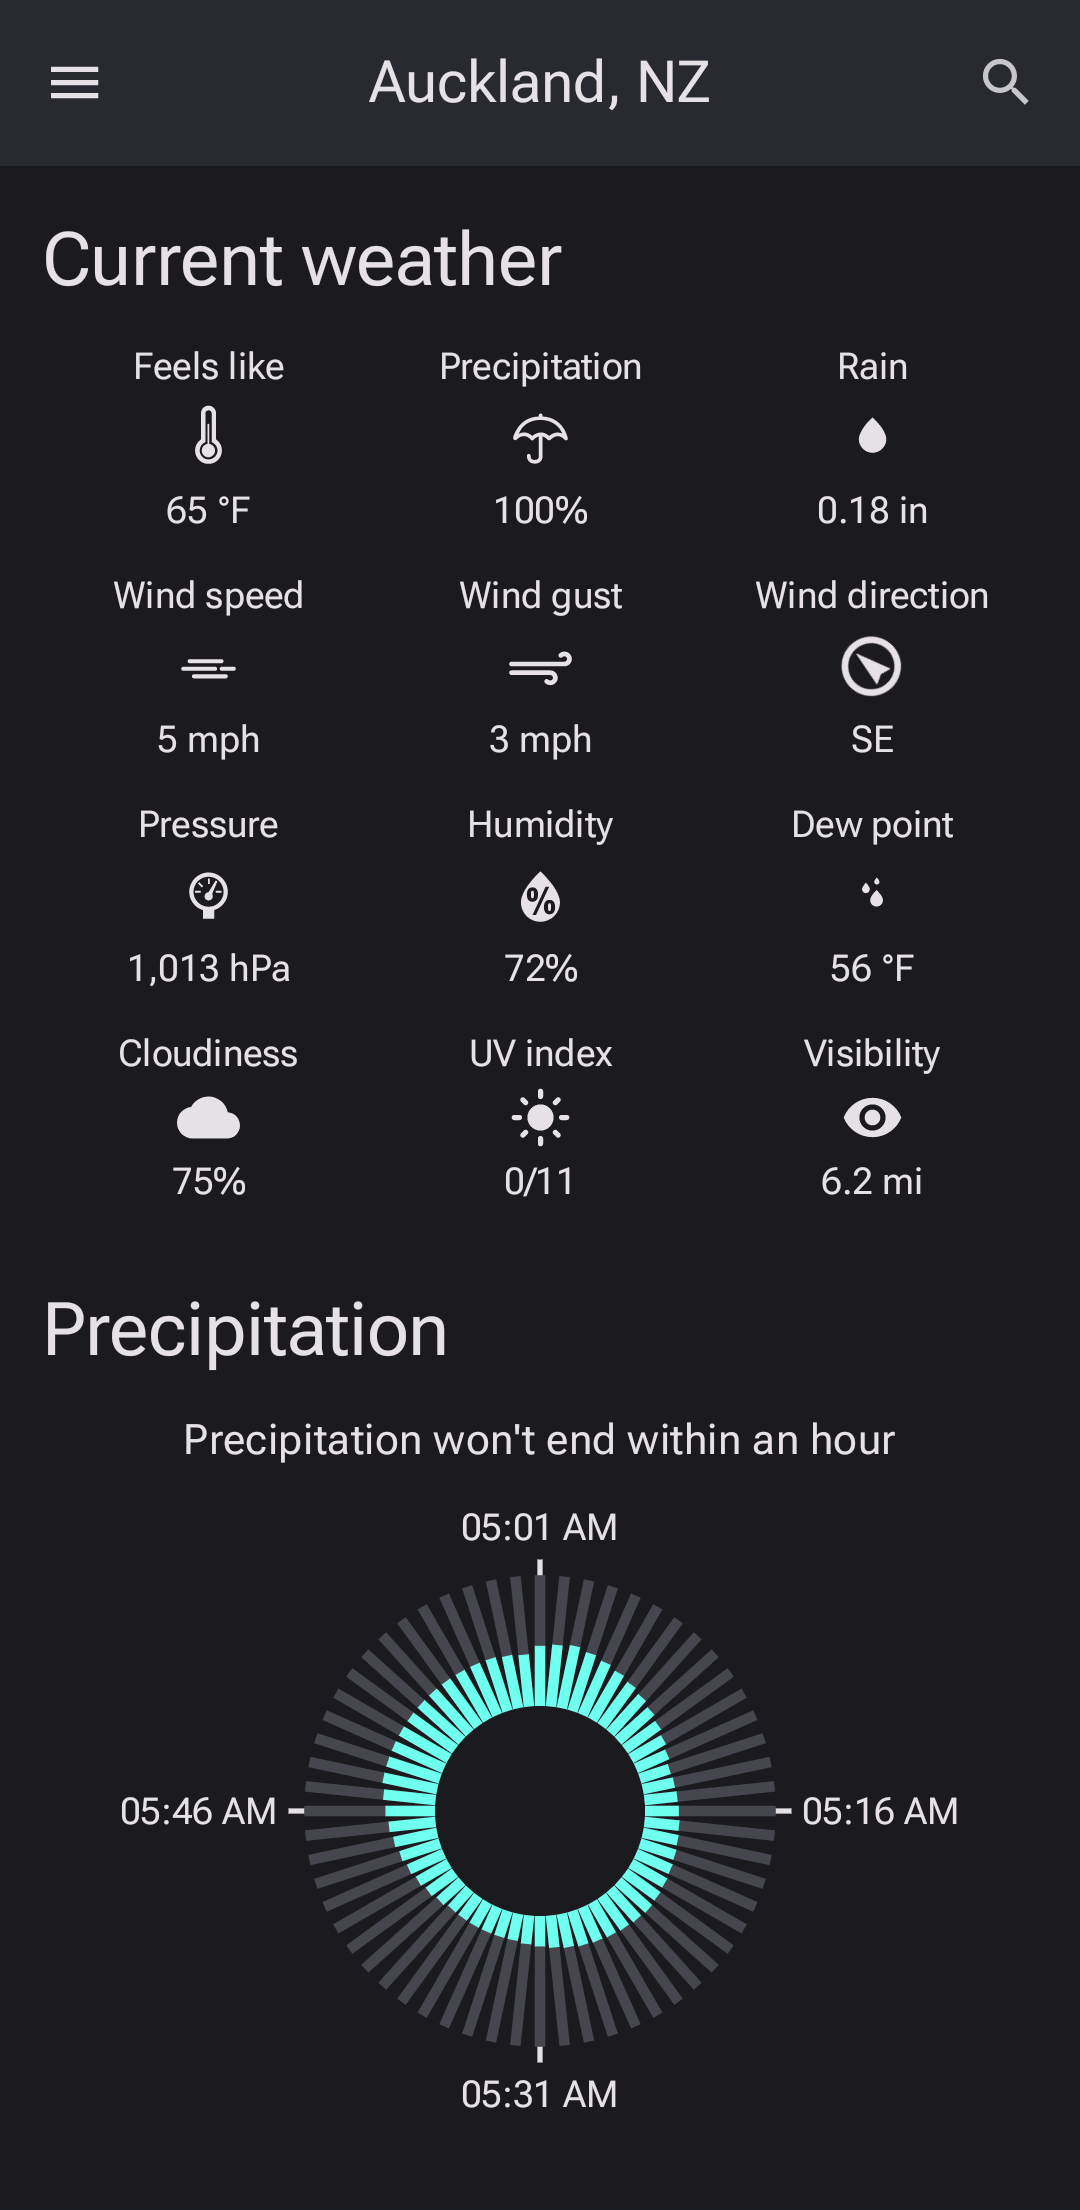 Auckland, NZ
Current weather
Feels like Precipitation Rain
65 °F 100% 0.18 in
Wind speed Wind gust Wind direction
5 mph 3 mph SE
Pressure Humidity Dew point
%
1,013 hPa 72% 56 °F
Cloudiness UV index Visibility
75% 0/11 6.2 mi
Precipitation
Precipitation won't end within an hour
05:01 AM
05:46 AM 05:16 AM
05:31 AM